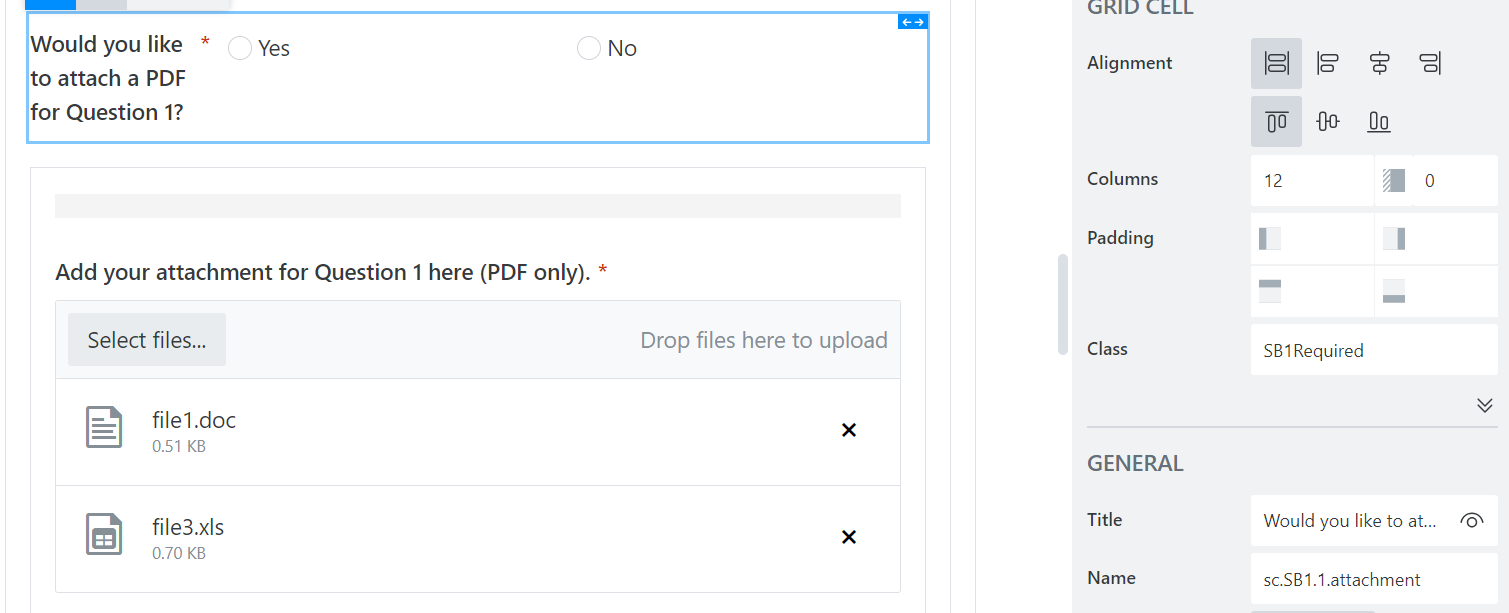 Would you like *
to attach a PDF
for Question 1?
Yes
No
Add your attachment for Question 1 here (PDF only). *
Select files...
Drop files here to upload
file1.doc
0.51 KB
file3.xls
0.70 KB
GRID CELL
Alignment
Columns
12
0
Padding
Class
SB1Required
GENERAL
Title
Would you like to at...
Name
sc.SB1.1.attachment